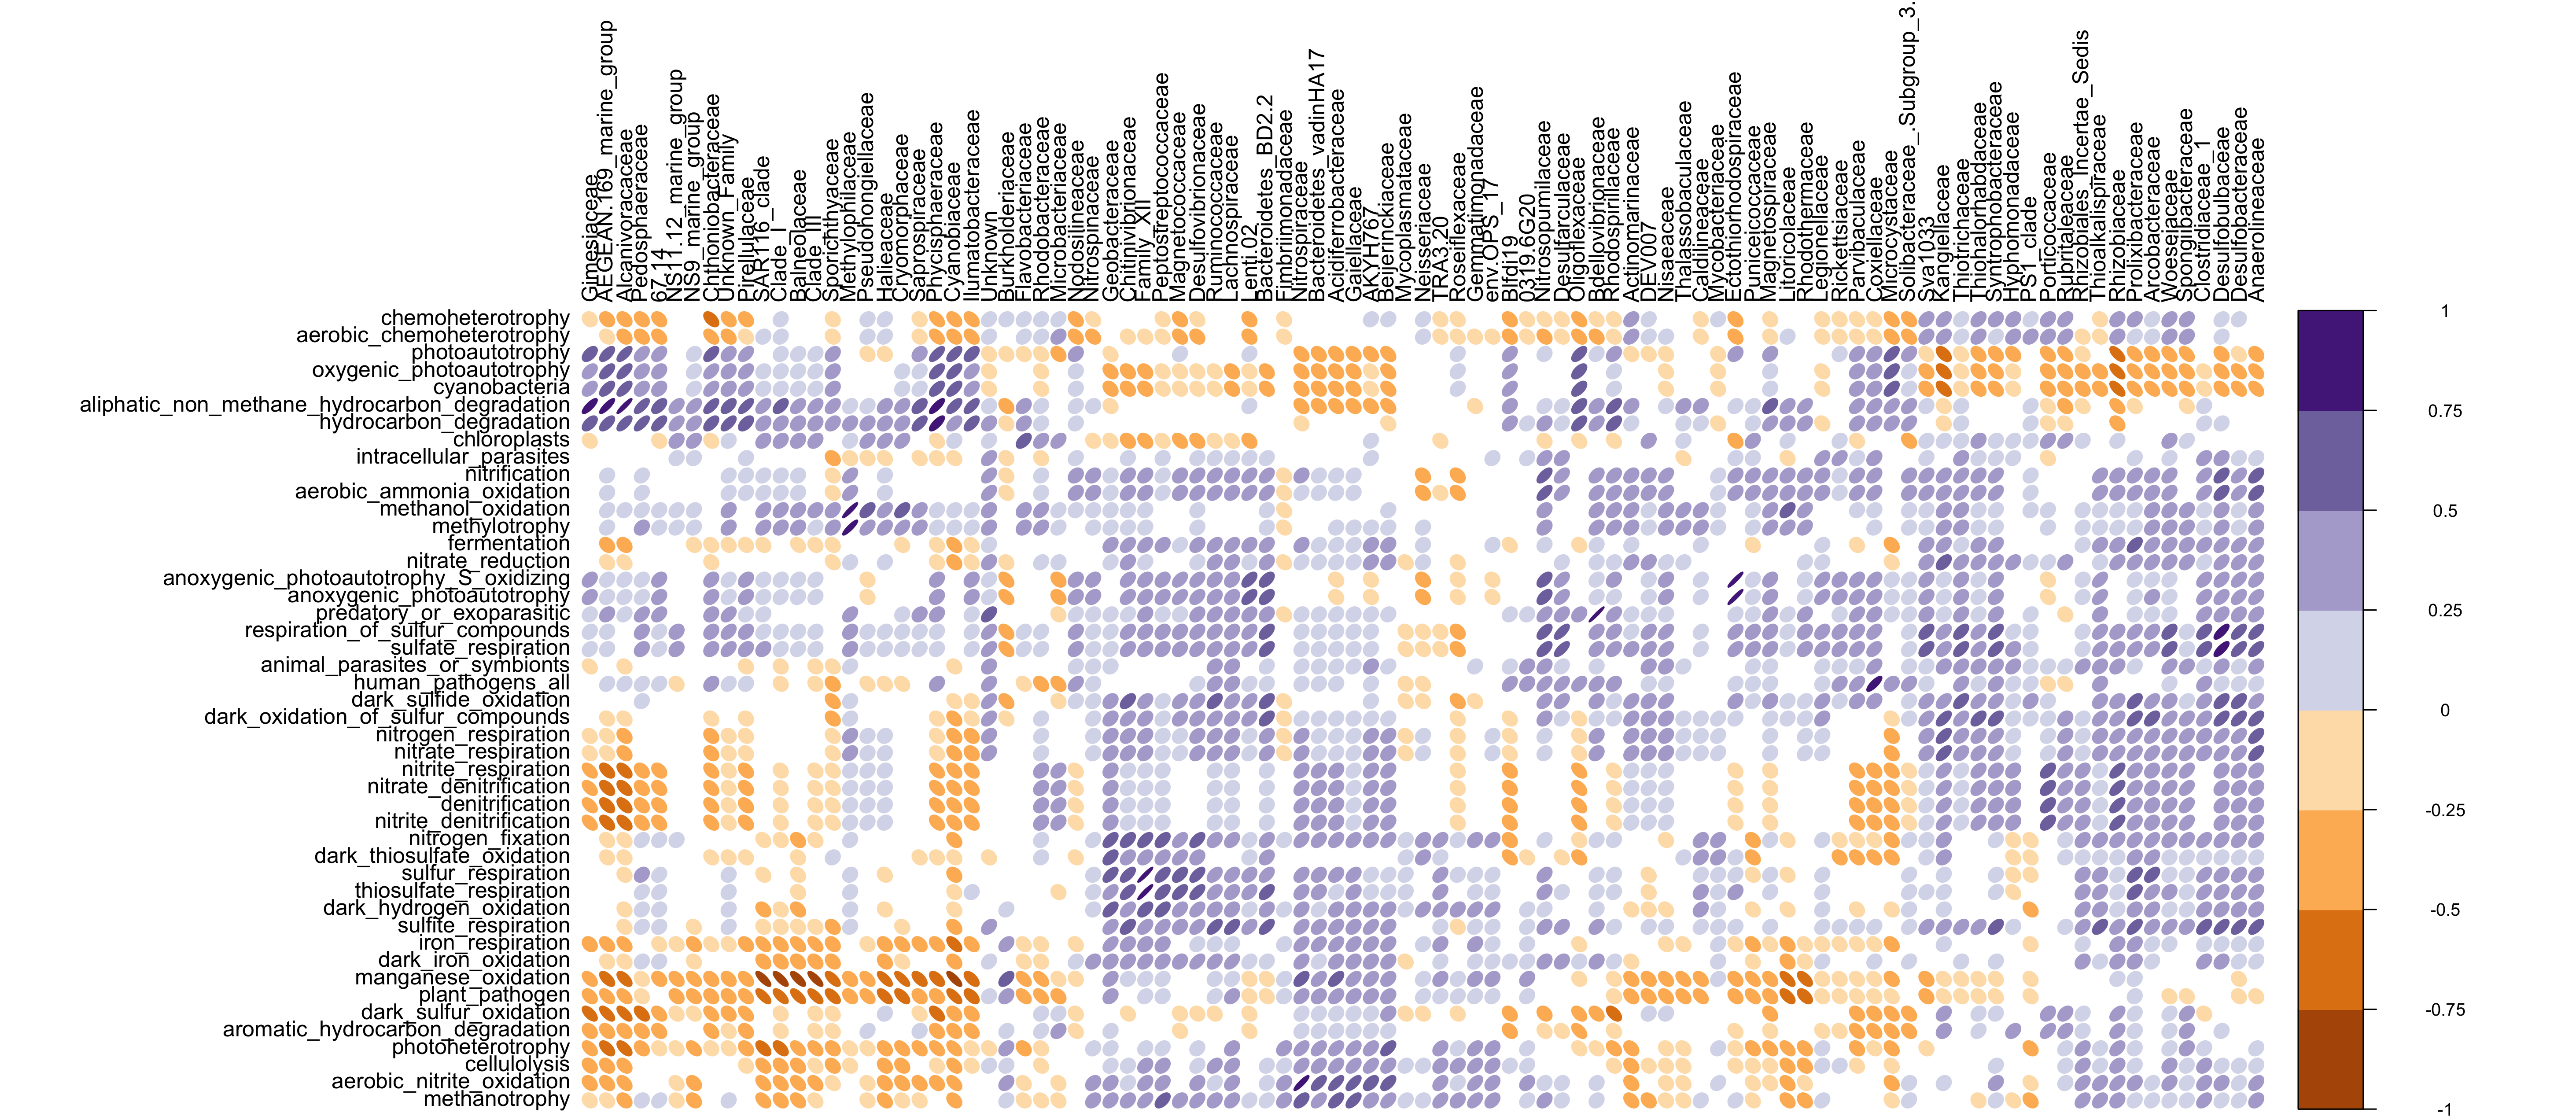 Gimesiaceae
AEGEAN.169_marine_group
Alcanivoracaceae
Pedosphaeraceae
67.14
NS11.12_marine_group
NS9_marine_group
Chthoniobacteraceae
Unknown_Family
Pirellulaceae
SAR116_clade
Clade_I
Balneolaceae
Clade_III
Sporichthyaceae
Methylophilaceae
Pseudohongiellaceae
Halieaceae
Cryomorphaceae
Saprospiraceae
Phycisphaeraceae
Cyanobiaceae
Ilumatobacteraceae
Unknown
Burkholderiaceae
Flavobacteriaceae
Rhodobacteraceae
Microbacteriaceae
Nodosilineaceae
Nitrospinaceae
Geobacteraceae
Chitinivibrionaceae
Family_XII
Peptostreptococcaceae
Magnetococcaceae
Desulfovibrionaceae
Ruminococcaceae
Lachnospiraceae
Lenti.02
Bacteroidetes_BD2.2
Fimbriimonadaceae
Nitrospiraceae
Bacteroidetes_vadinHA17
Acidiferrobacteraceae
Gaiellaceae
AKYH767
Beijerinckiaceae
Mycoplasmataceae
Neisseriaceae
TRA3.20
Roseiflexaceae
Gemmatimonadaceae
env.OPS_17
Blfdi19
0319.6G20
Nitrosopumilaceae
Desulfarculaceae
Oligoflexaceae
Bdellovibrionaceae
Rhodospirillaceae
Actinomarinaceae
DEV007
Nisaeaceae
Thalassobaculaceae
Caldilineaceae
Mycobacteriaceae
Ectothiorhodospiraceae
Puniceicoccaceae
Magnetospiraceae
Litoricolaceae
Rhodothermaceae
Legionellaceae
Rickettsiaceae
Parvibaculaceae
Coxiellaceae
Microcystaceae
Solibacteraceae_.Subgroup_3.
Sva1033
Kangiellaceae
Thiotrichaceae
Thiohalorhabdaceae
Syntrophobacteraceae
Hyphomonadaceae
PS1_clade
Porticoccaceae
Rubritaleaceae
Rhizobiales_Incertae_Sedis
Thioalkalispiraceae
Rhizobiaceae
Prolixibacteraceae
Arcobacteraceae
Woeseiaceae
Spongiibacteraceae
Clostridiaceae_1
Desulfobulbaceae
Desulfobacteraceae
Anaerolineaceae
chemoheterotrophy
aerobic_chemoheterotrophy
photoautotrophy
oxygenic_photoautotrophy
cyanobacteria
aliphatic_non_methane_hydrocarbon_degradation
hydrocarbon_degradation
chloroplasts
intracellular_parasites
nitrification
aerobic_ammonia_oxidation
methanol_oxidation
methylotrophy
fermentation
nitrate_reduction
anoxygenic_photoautotrophy_S_oxidizing
anoxygenic_photoautotrophy
predatory_or_exoparasitic
respiration_of_sulfur_compounds
sulfate_respiration
animal_parasites_or_symbionts
human_pathogens_all
dark_sulfide_oxidation
dark_oxidation_of_sulfur_compounds
nitrogen_respiration
nitrate_respiration
nitrite_respiration
nitrate_denitrification
denitrification
nitrite_denitrification
nitrogen_fixation
dark_thiosulfate_oxidation
sulfur_respiration
thiosulfate_respiration
dark_hydrogen_oxidation
sulfite_respiration
iron_respiration
dark_iron_oxidation
manganese_oxidation
plant_pathogen
dark_sulfur_oxidation
aromatic_hydrocarbon_degradation
photoheterotrophy
cellulolysis
aerobic_nitrite_oxidation
methanotrophy
1
0.75
0.5
0.25
0
-0.25
-0.5
-0.75
-1